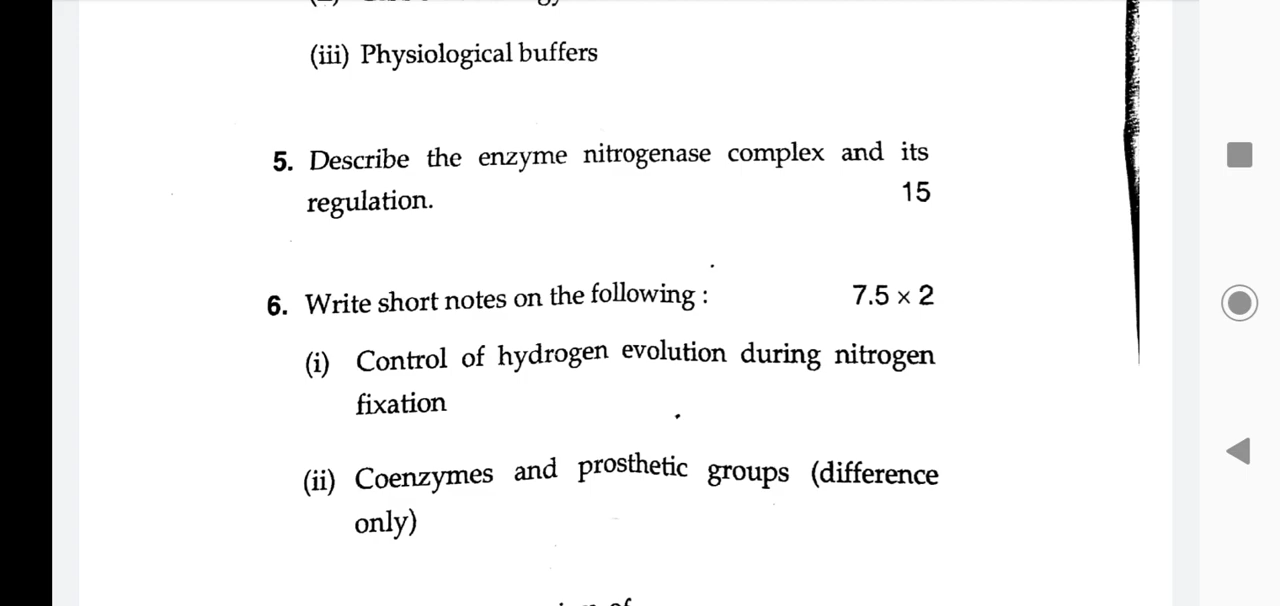 (iii) Physiological buffers
5. Describe the enzyme nitrogenase complex and its
regulation. 15
6. Write short notes on the following : 7.5 × 2
(i) Control of hydrogen evolution during nitrogen
fixation
(ii) Coenzymes and prosthetic groups (difference
only)